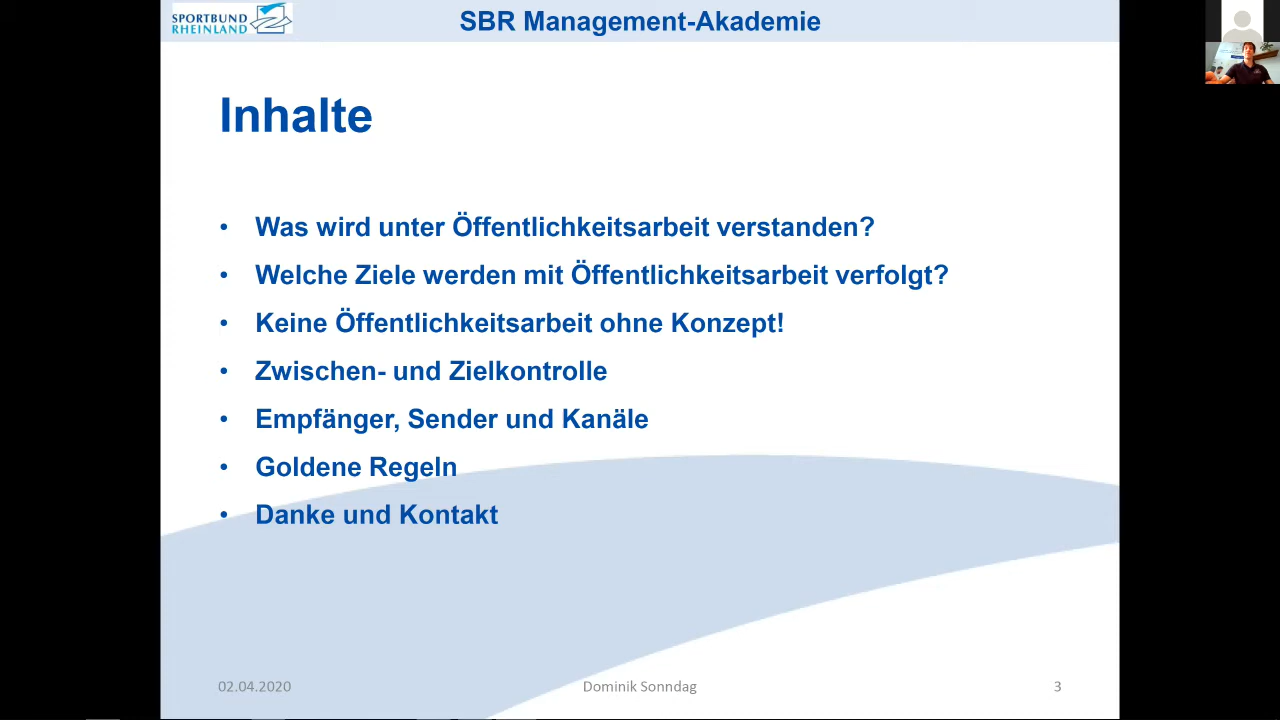 SPORTBUND
RHEINLAND
SBR Management-Akademie
Inhalte
• Was wird unter Öffentlichkeitsarbeit verstanden?
• Welche Ziele werden mit Öffentlichkeitsarbeit verfolgt?
• Keine Öffentlichkeitsarbeit ohne Konzept!
• Zwischen- und Zielkontrolle
• Empfänger, Sender und Kanäle
• Goldene Regeln
• Danke und Kontakt
02.04.2020
Dominik Sonndag
3